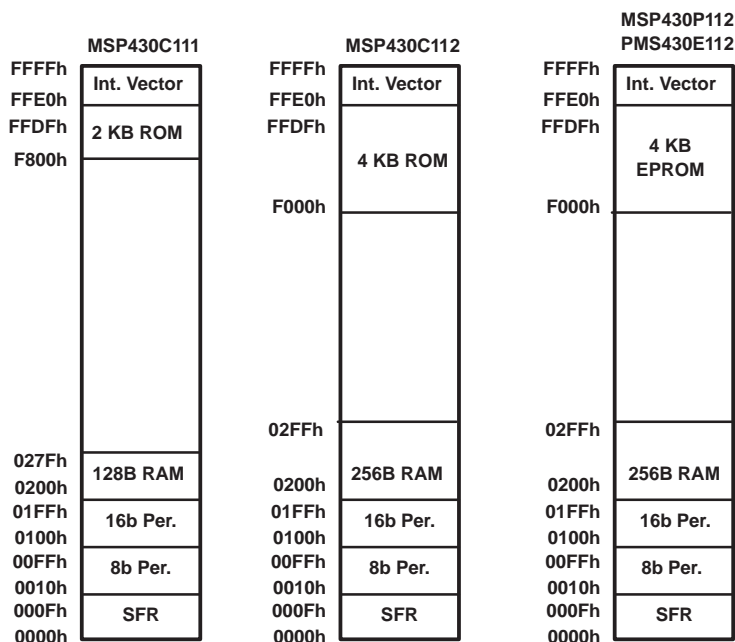 MSP430C111
FFFFh
Int. Vector
FFE0h
FFDFh
2 KB ROM
F800h
027Fh
128B RAM
0200h
01FFh
16b Per.
0100h
00FFh
8b Per.
0010h
000Fh
SFR
0000h
MSP430C112
FFFFh
Int. Vector
FFE0h
FFDFh
4 KB ROM
F000h
02FFh
256B RAM
0200h
01FFh
16b Per.
0100h
00FFh
8b Per.
0010h
000Fh
SFR
0000h
MSP430P112
PMS430E112
FFFFh
Int. Vector
FFE0h
FFDFh
4 KB
EPROM
F000h
02FFh
256B RAM
0200h
01FFh
16b Per.
0100h
00FFh
8b Per.
0010h
000Fh
SFR
0000h